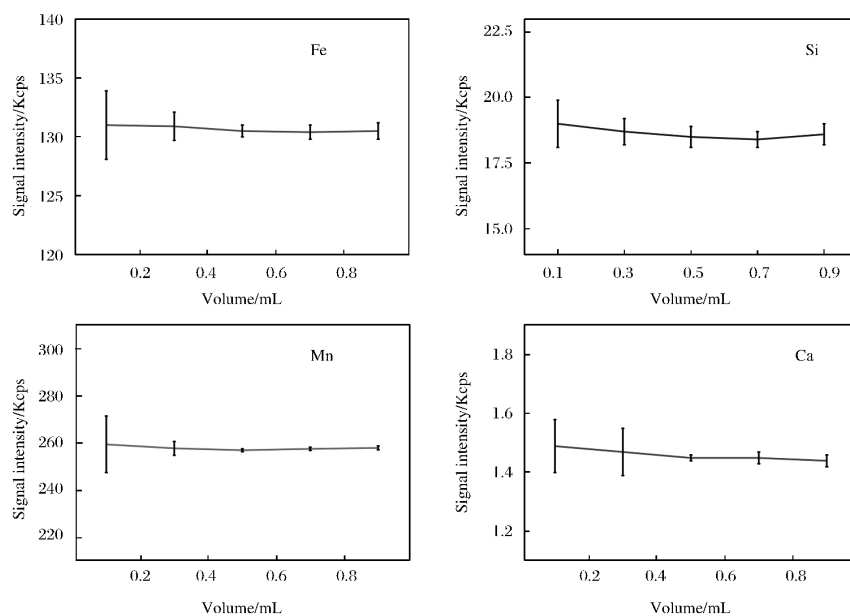 Fe
Signal intensity/Kcps
140
135
130
125
120
0.2 0.4 0.6 0.8
Volume/mL
Si
Signal intensity/Kcps
22.5
20.0
17.5
15.0
0.1 0.3 0.5 0.7 0.9
Volume/mL
Mn
Signal intensity/Kcps
300
280
260
240
220
0.2 0.4 0.6 0.8
Volume/mL
Ca
Signal intensity/Kcps
1.8
1.6
1.4
1.2
0.2 0.4 0.6 0.8
Volume/mL